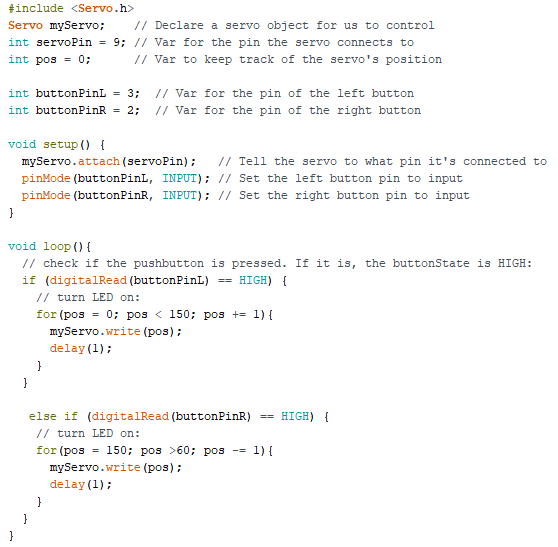 #include <Servo.h>
Servo myServo;    // Declare a servo object for us to control
int servoPin = 9; // Var for the pin the servo connects to
int pos = 0;      // Var to keep track of the servo's position

int buttonPinL = 3;  // Var for the pin of the left button
int buttonPinR = 2;  // Var for the pin of the right button

void setup() {
  myServo.attach(servoPin);   // Tell the servo to what pin it's connected to
  pinMode(buttonPinL, INPUT); // Set the left button pin to input
  pinMode(buttonPinR, INPUT); // Set the right button pin to input
}

void loop(){
  // check if the pushbutton is pressed. If it is, the buttonState is HIGH:
  if (digitalRead(buttonPinL) == HIGH) {
    // turn LED on:
    for(pos = 0; pos < 150; pos += 1){
      myServo.write(pos);
      delay(1);
    }
  }

   else if (digitalRead(buttonPinR) == HIGH) {
    // turn LED on:
    for(pos = 150; pos >60; pos -= 1){
      myServo.write(pos);
      delay(1);
    }
  }
}